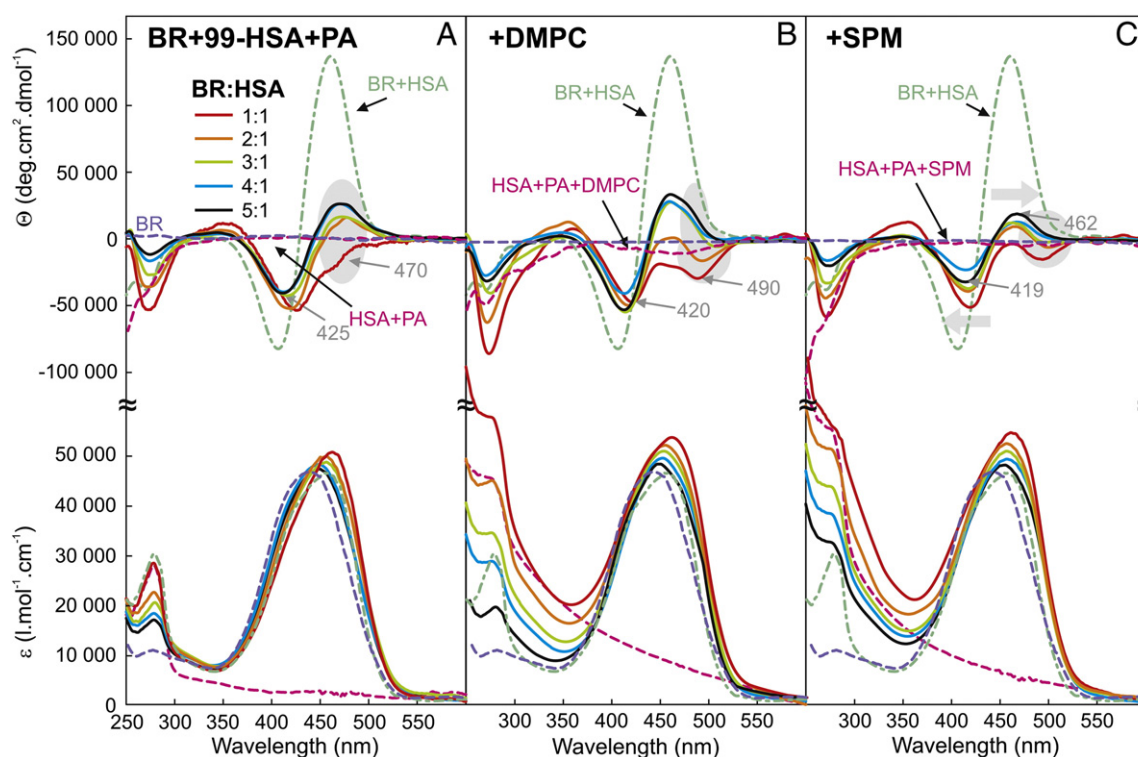 BR+99-HSA+PA A +DMPC B +SPM C
150 000
100 000
50 000
0
-50 000
-100 000
Θ (deg.cm².dmol⁻¹)
BR:HSA
1:1
2:1
3:1
4:1
5:1
BR+HSA
BR
470
425
HSA+PA
BR+HSA
HSA+PA+DMPC
490
420
BR+HSA
HSA+PA+SPM
462
419
≈ ≈ ≈ ≈
50 000
40 000
30 000
20 000
10 000
0
ε (l.mol⁻¹.cm⁻¹)
250 300 400 450 500 550 300 400 450 500 550 300 400 450 500 550
Wavelength (nm) Wavelength (nm) Wavelength (nm)